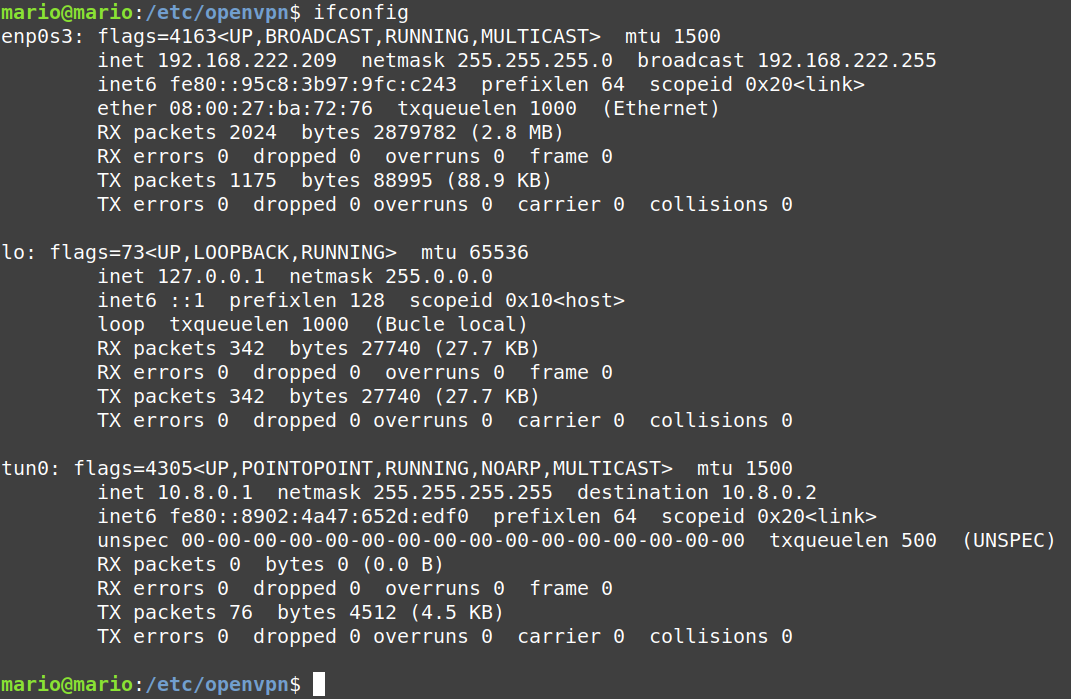 mario@mario:/etc/openvpn$ ifconfig
enp0s3: flags=4163<UP,BROADCAST,RUNNING,MULTICAST>  mtu 1500
        inet 192.168.222.209  netmask 255.255.255.0  broadcast 192.168.222.255
        inet6 fe80::95c8:3b97:9fc:c243  prefixlen 64  scopeid 0x20<link>
        ether 08:00:27:ba:72:76  txqueuelen 1000  (Ethernet)
        RX packets 2024  bytes 2879782 (2.8 MB)
        RX errors 0  dropped 0  overruns 0  frame 0
        TX packets 1175  bytes 88995 (88.9 KB)
        TX errors 0  dropped 0 overruns 0  carrier 0  collisions 0

lo: flags=73<UP,LOOPBACK,RUNNING>  mtu 65536
        inet 127.0.0.1  netmask 255.0.0.0
        inet6 ::1  prefixlen 128  scopeid 0x10<host>
        loop  txqueuelen 1000  (Bucle local)
        RX packets 342  bytes 27740 (27.7 KB)
        RX errors 0  dropped 0  overruns 0  frame 0
        TX packets 342  bytes 27740 (27.7 KB)
        TX errors 0  dropped 0 overruns 0  carrier 0  collisions 0

tun0: flags=4305<UP,POINTOPOINT,RUNNING,NOARP,MULTICAST>  mtu 1500
        inet 10.8.0.1  netmask 255.255.255.255  destination 10.8.0.2
        inet6 fe80::8902:4a47:652d:edf0  prefixlen 64  scopeid 0x20<link>
        unspec 00-00-00-00-00-00-00-00-00-00-00-00-00-00-00-00  txqueuelen 500  (UNSPEC)
        RX packets 0  bytes 0 (0.0 B)
        RX errors 0  dropped 0  overruns 0  frame 0
        TX packets 76  bytes 4512 (4.5 KB)
        TX errors 0  dropped 0 overruns 0  carrier 0  collisions 0

mario@mario:/etc/openvpn$